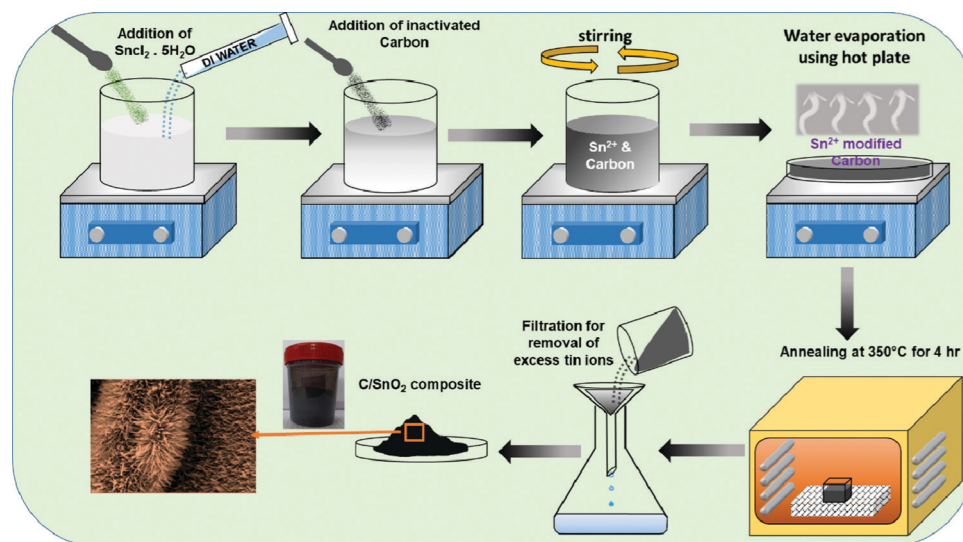 Addition of
Sncl₂ . 5H₂O
DI WATER
Addition of inactivated
Carbon
stirring
Sn²⁺ &
Carbon
Water evaporation
using hot plate
Sn²⁺ modified
Carbon
Annealing at 350°C for 4 hr
Filtration for
removal of
excess tin ions
C/SnO₂ composite